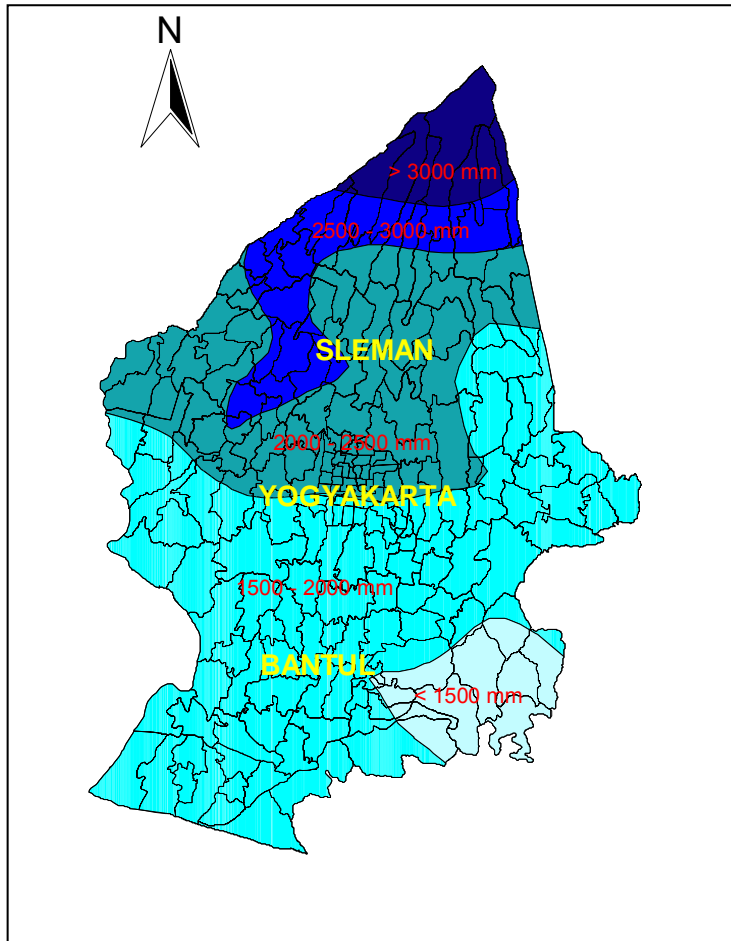 N
> 3000 mm
2500 - 3000 mm
SLEMAN
2000 - 2500 mm
YOGYAKARTA
1500 - 2000 mm
BANTUL
< 1500 mm